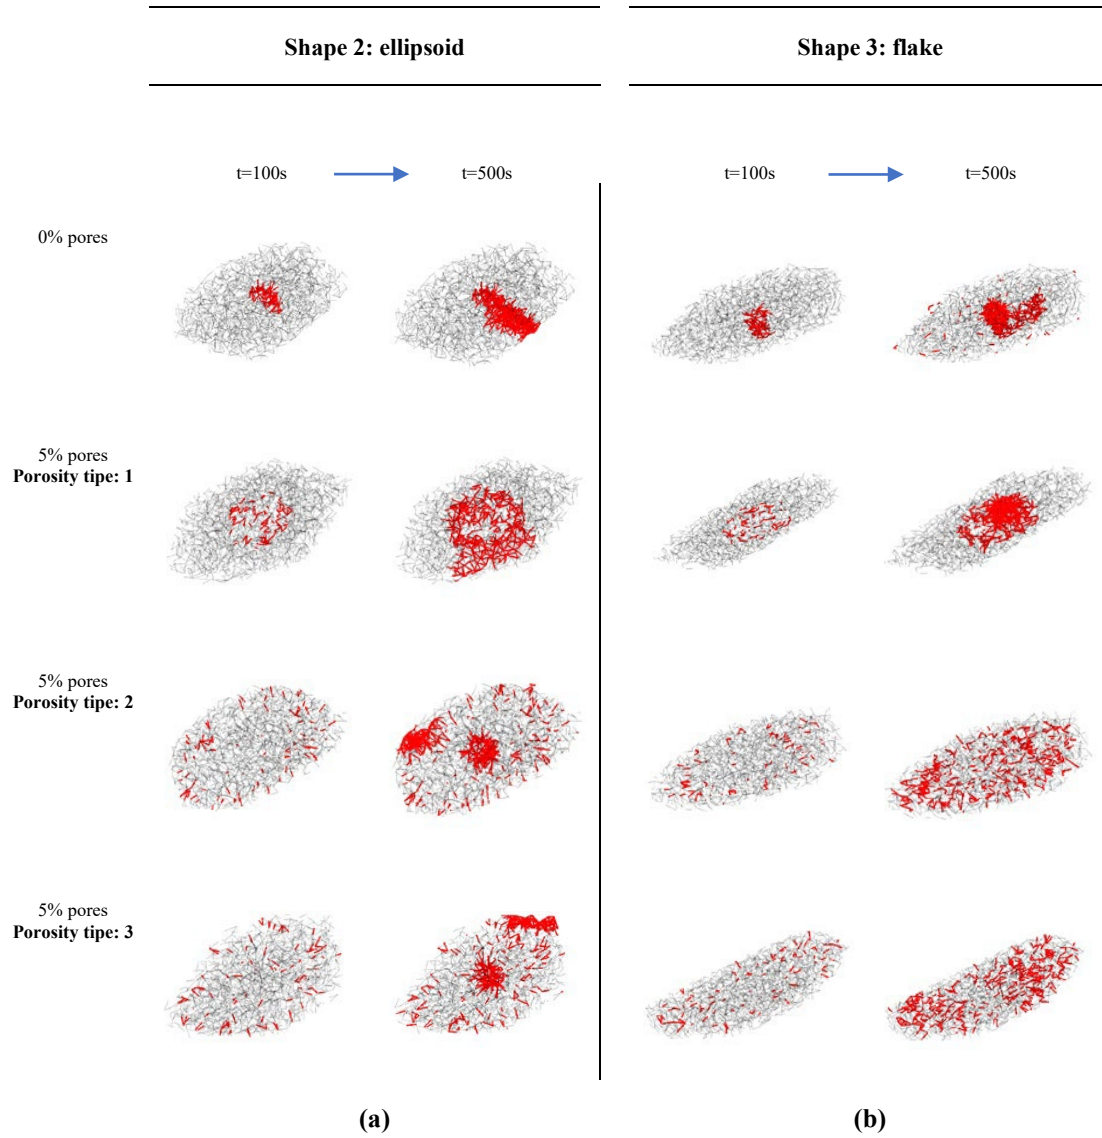 Shape 2: ellipsoid
Shape 3: flake
t=100s
t=500s
t=100s
t=500s
0% pores
5% pores
Porosity tipe: 1
5% pores
Porosity tipe: 2
5% pores
Porosity tipe: 3
(a)
(b)